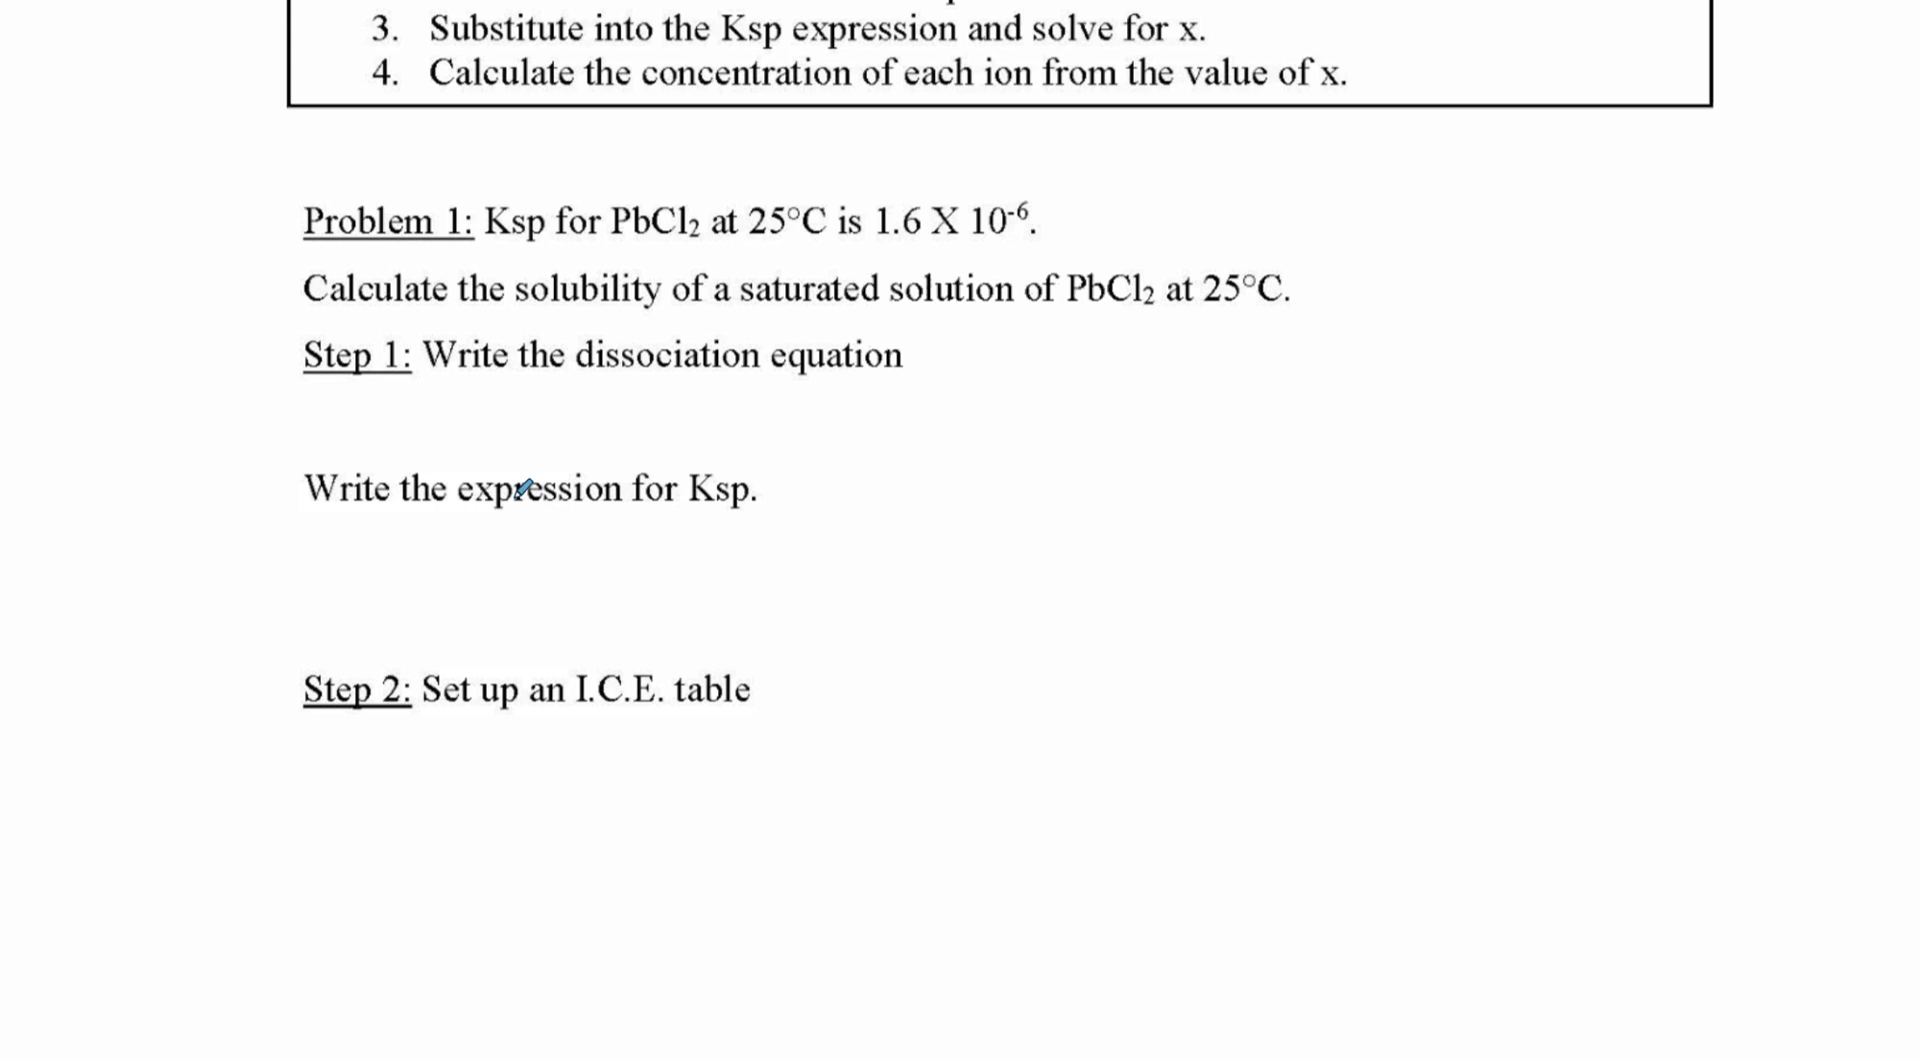 3. Substitute into the Ksp expression and solve for x.
4. Calculate the concentration of each ion from the value of x.
Problem 1: Ksp for PbCl₂ at 25°C is 1.6 X 10⁻⁶.
Calculate the solubility of a saturated solution of PbCl₂ at 25°C.
Step 1: Write the dissociation equation
Write the expression for Ksp.
Step 2: Set up an I.C.E. table